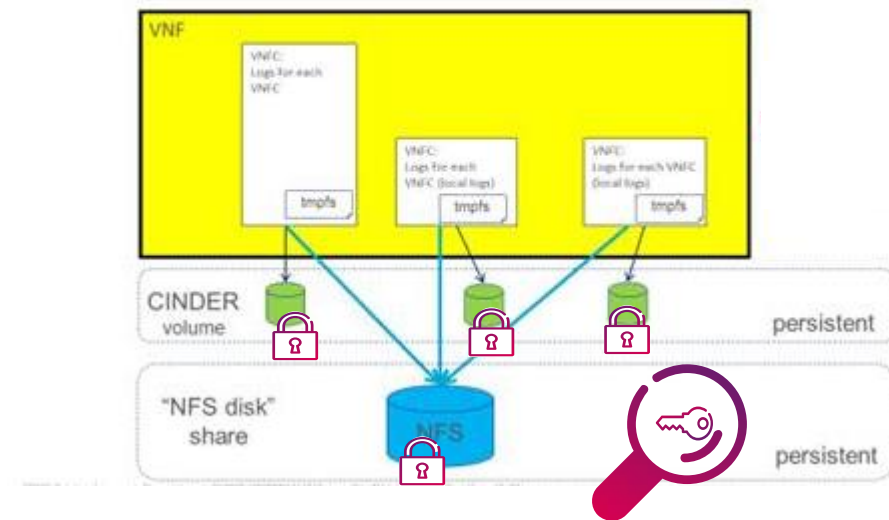 VNF
VNFC:
Logs for each
VNFC
tmpfs
VNFC:
Logs for each
VNFC (local logs)
tmpfs
VNFC:
Logs for each VNFC
(local logs)
tmpfs
CINDER
volume
persistent
"NFS disk"
share
NFS
persistent